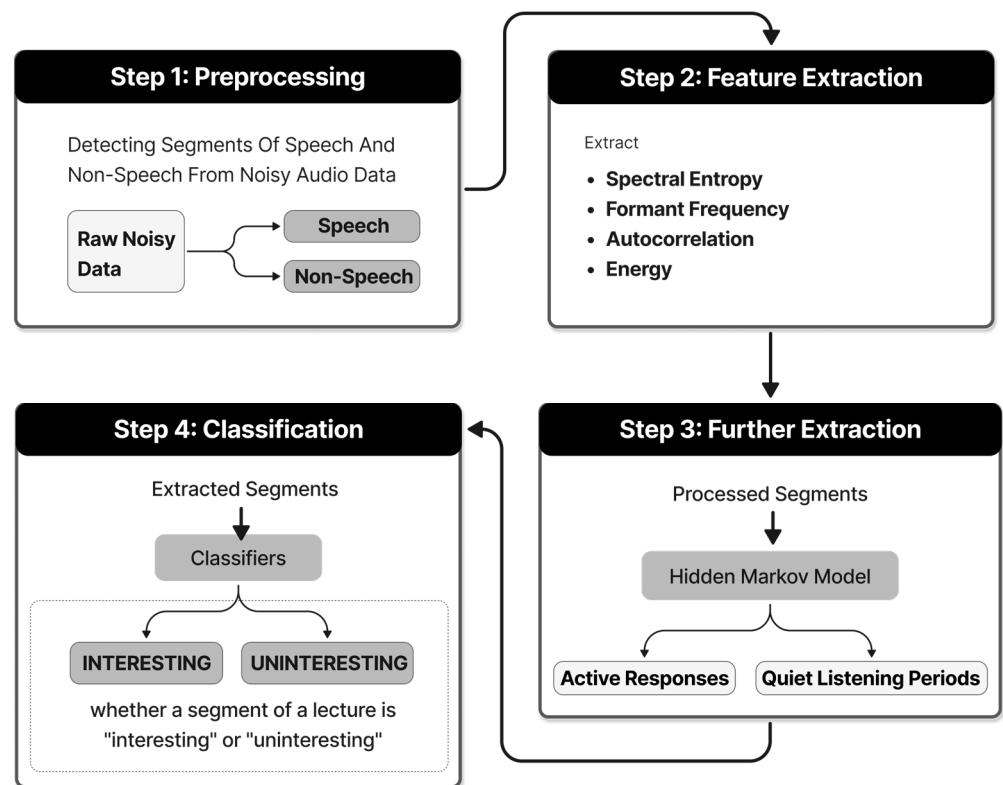 Step 1: Preprocessing
Detecting Segments Of Speech And
Non-Speech From Noisy Audio Data
Raw Noisy
Data
Speech
Non-Speech
Step 2: Feature Extraction
Extract
• Spectral Entropy
• Formant Frequency
• Autocorrelation
• Energy
Step 3: Further Extraction
Processed Segments
Hidden Markov Model
Active Responses
Quiet Listening Periods
Step 4: Classification
Extracted Segments
Classifiers
INTERESTING
UNINTERESTING
whether a segment of a lecture is
"interesting" or "uninteresting"